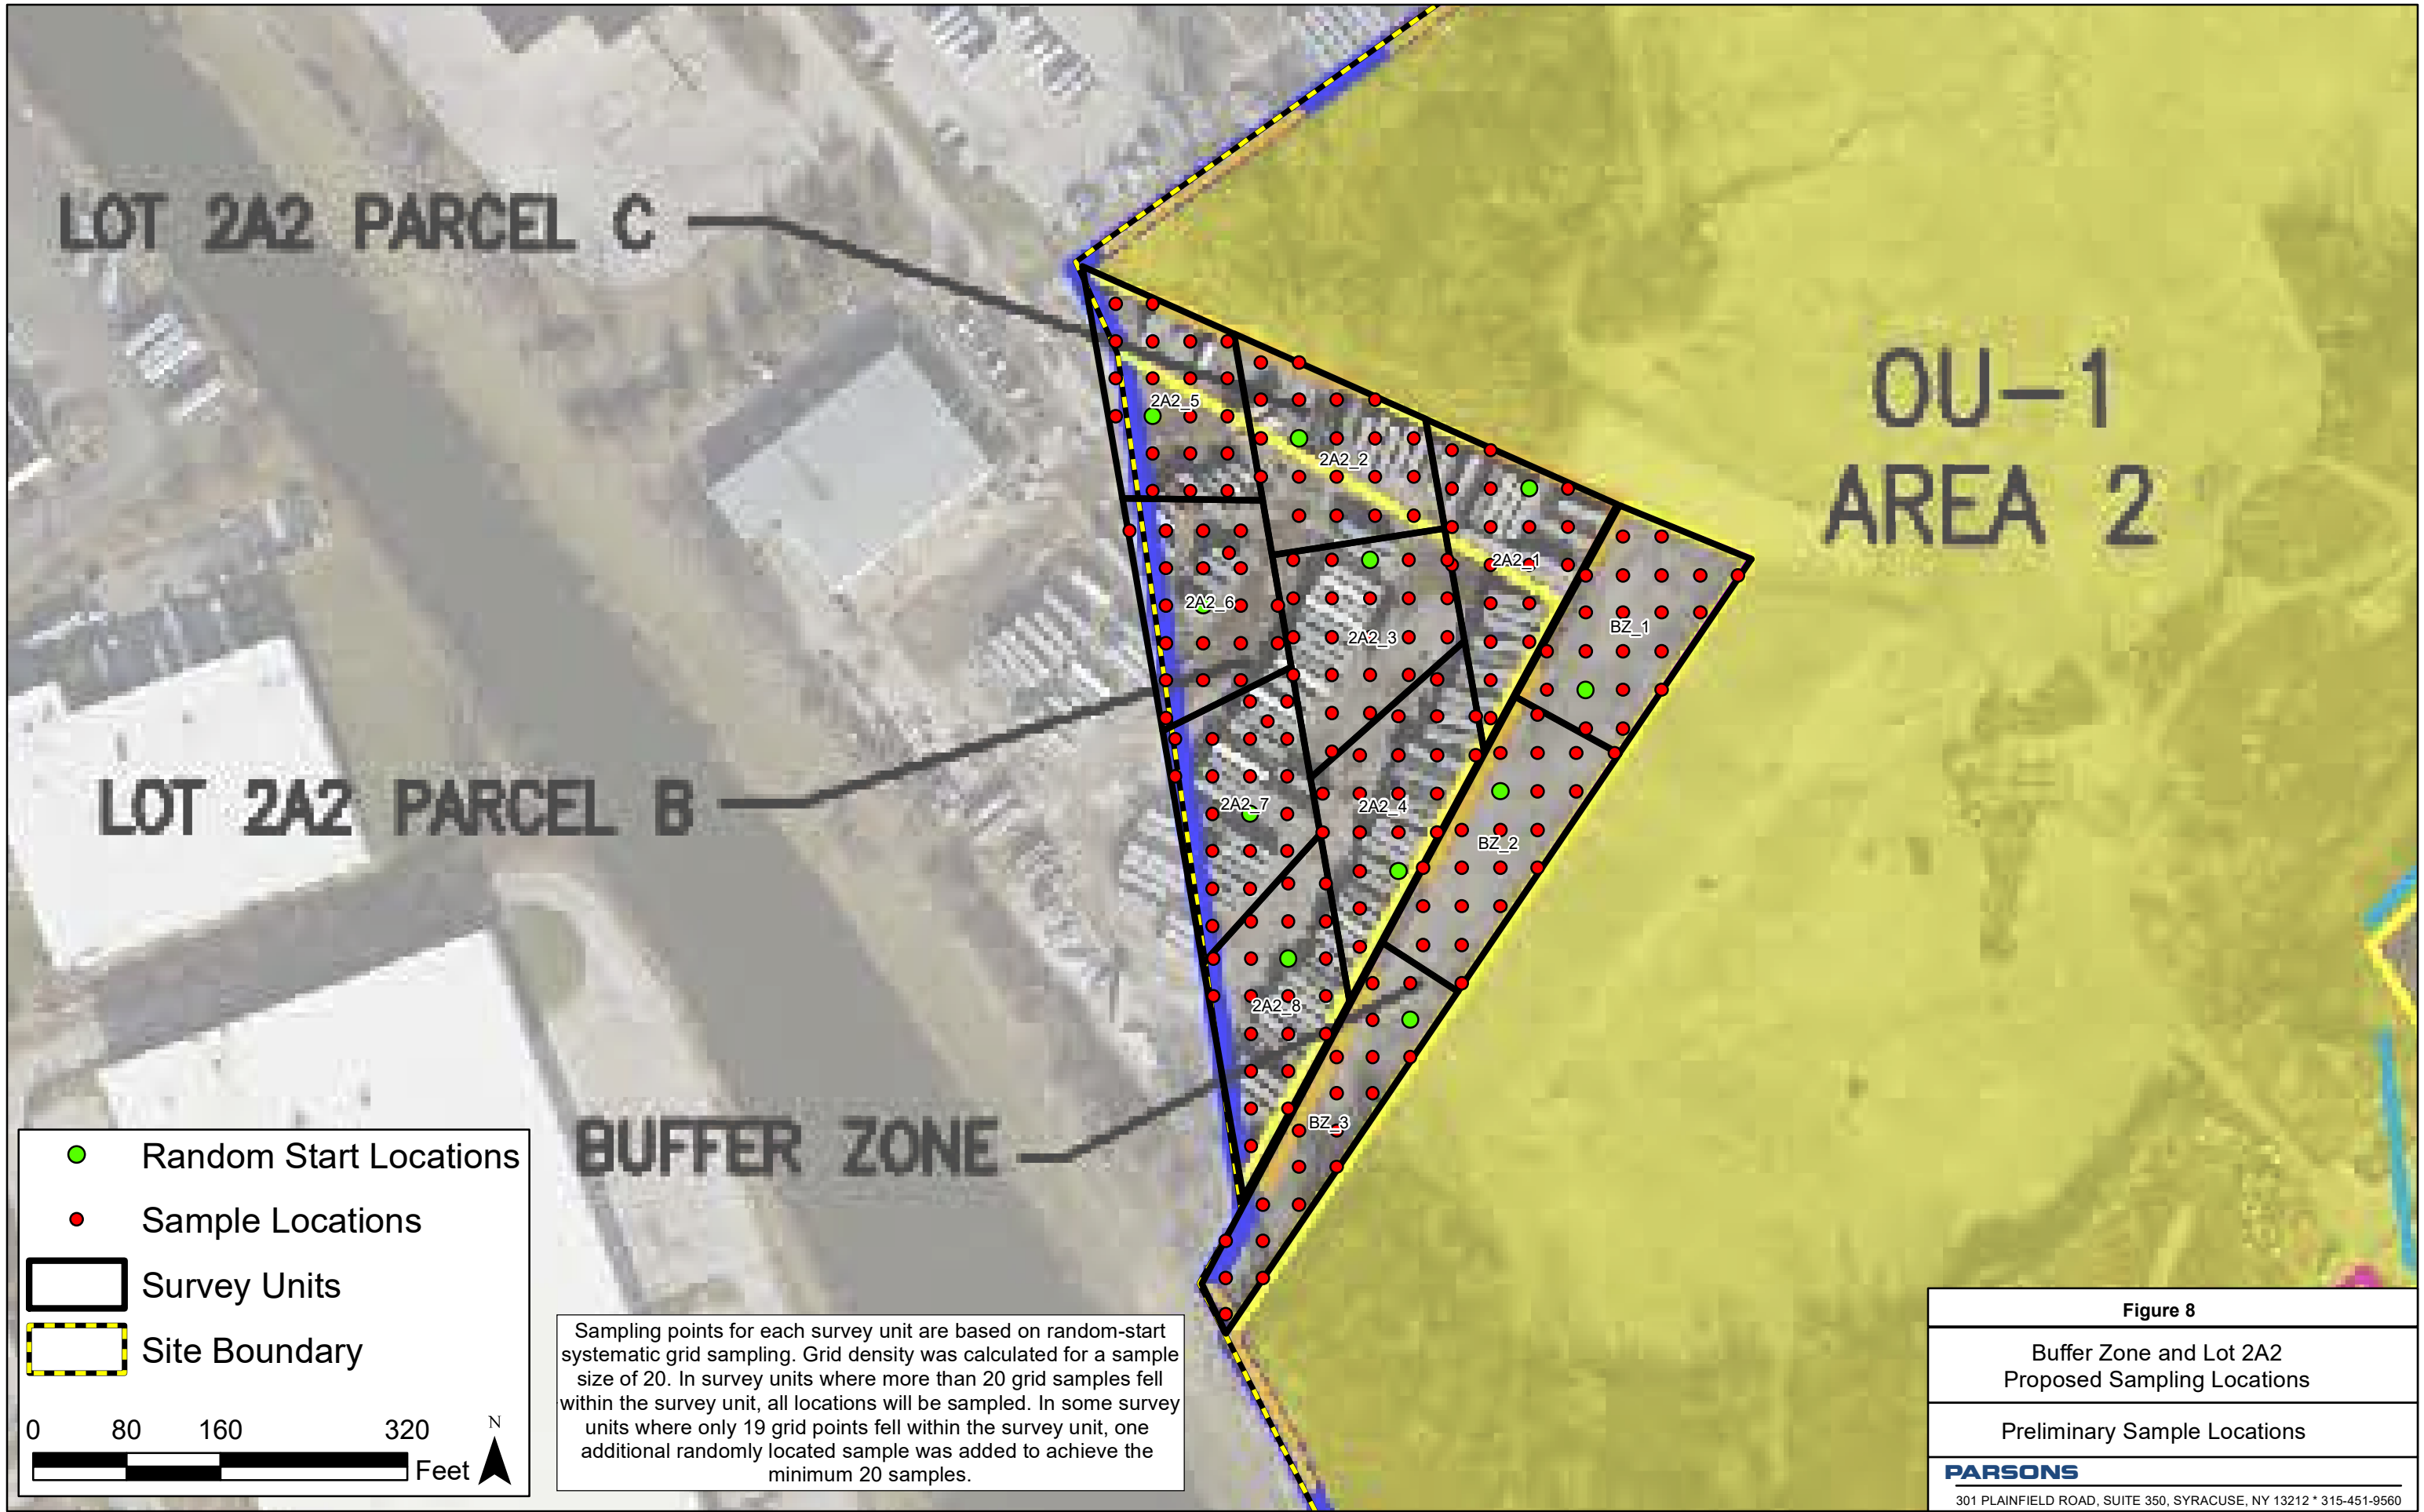 LOT 2A2 PARCEL C
OU-1
AREA 2
2A2_5
2A2_2
2A2_1
2A2_6
BZ_1
2A2_3
LOT 2A2 PARCEL B
2A2_7
2A2_4
BZ_2
2A2_8
BZ_3
BUFFER ZONE
Random Start Locations
Sample Locations
Survey Units
Site Boundary
0 80 160 320
Feet
N
Sampling points for each survey unit are based on random-start
systematic grid sampling. Grid density was calculated for a sample
size of 20. In survey units where more than 20 grid samples fell
within the survey unit, all locations will be sampled. In some survey
units where only 19 grid points fell within the survey unit, one
additional randomly located sample was added to achieve the
minimum 20 samples.
Figure 8
Buffer Zone and Lot 2A2
Proposed Sampling Locations
Preliminary Sample Locations
PARSONS
301 PLAINFIELD ROAD, SUITE 350, SYRACUSE, NY 13212 * 315-451-9560